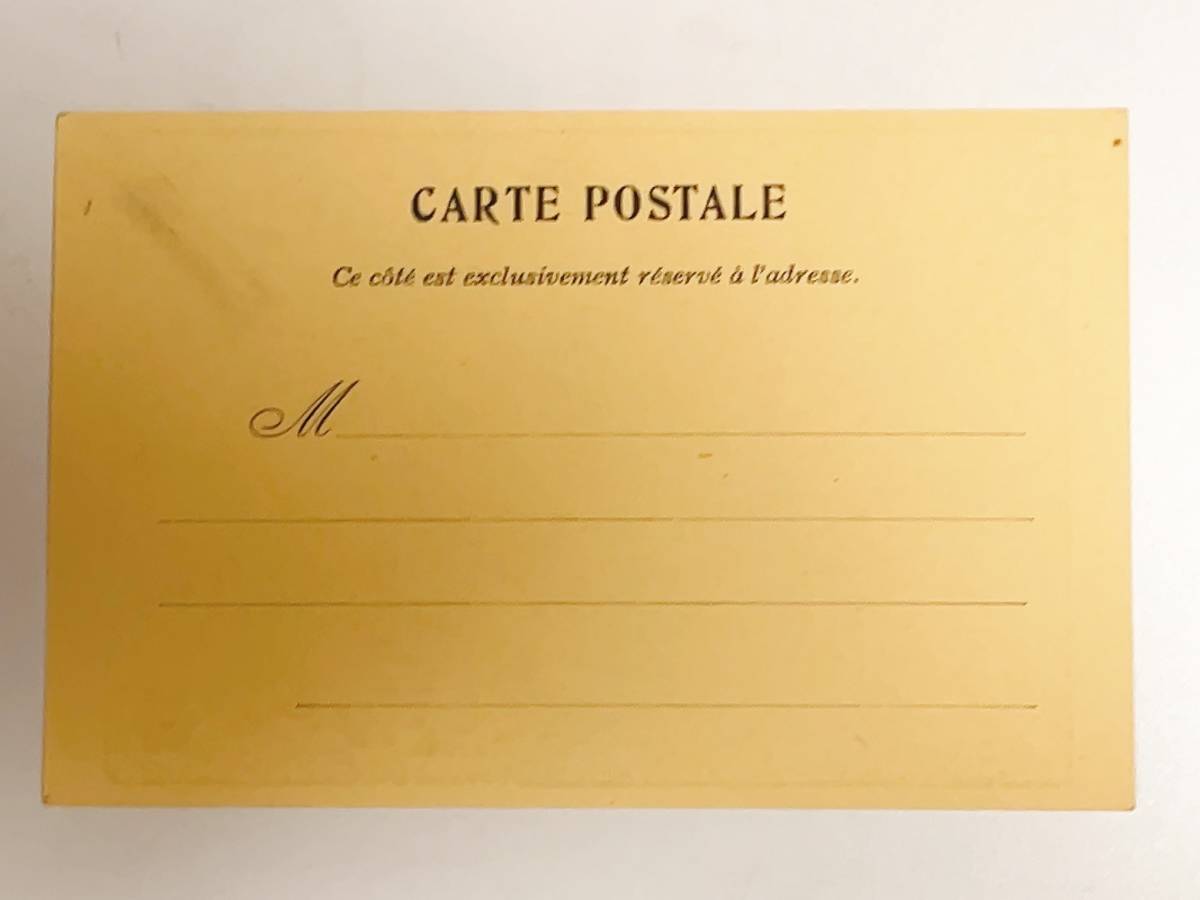 CARTE POSTALE
Ce côté est exclusivement réservé à l'adresse.
M